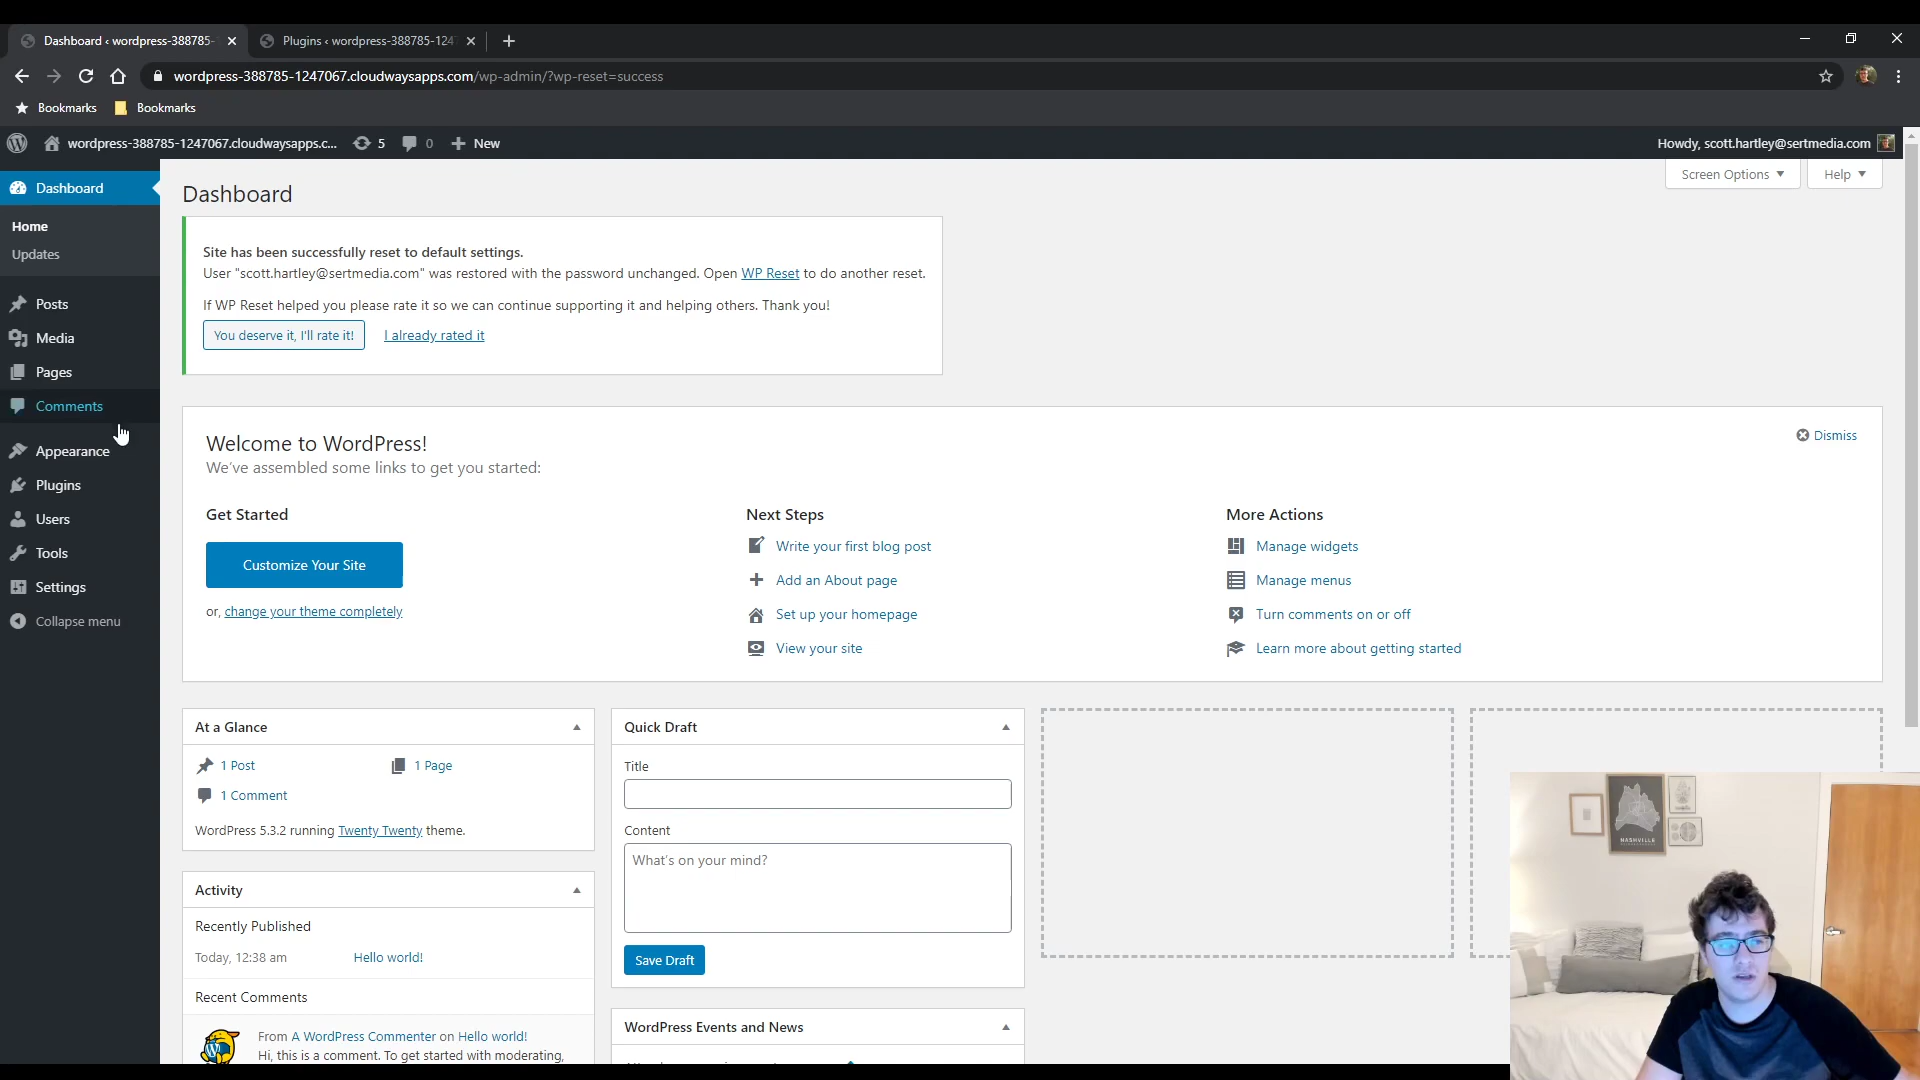 Dashboard ‹ wordpress-388785-
Plugins ‹ wordpress-388785-124
wordpress-388785-1247067.cloudwaysapps.com/wp-admin/?wp-reset=success
Bookmarks
Bookmarks
wordpress-388785-1247067.cloudwaysapps.c...
5
0
New
Howdy, scott.hartley@sertmedia.com
Dashboard
Home
Updates
Posts
Media
Pages
Comments
Appearance
Plugins
Users
Tools
Settings
Collapse menu
Dashboard
Screen Options
Help
Site has been successfully reset to default settings.
User "scott.hartley@sertmedia.com" was restored with the password unchanged. Open WP Reset to do another reset.
If WP Reset helped you please rate it so we can continue supporting it and helping others. Thank you!
You deserve it, I'll rate it!
I already rated it
Welcome to WordPress!
We've assembled some links to get you started:
Dismiss
Get Started
Customize Your Site
or, change your theme completely
Next Steps
Write your first blog post
Add an About page
Set up your homepage
View your site
More Actions
Manage widgets
Manage menus
Turn comments on or off
Learn more about getting started
At a Glance
1 Post
1 Page
1 Comment
WordPress 5.3.2 running Twenty Twenty theme.
Activity
Recently Published
Today, 12:38 am
Hello world!
Recent Comments
From A WordPress Commenter on Hello world!
Hi, this is a comment. To get started with moderating,
Quick Draft
Title
Content
What's on your mind?
Save Draft
WordPress Events and News
NASHVILLE